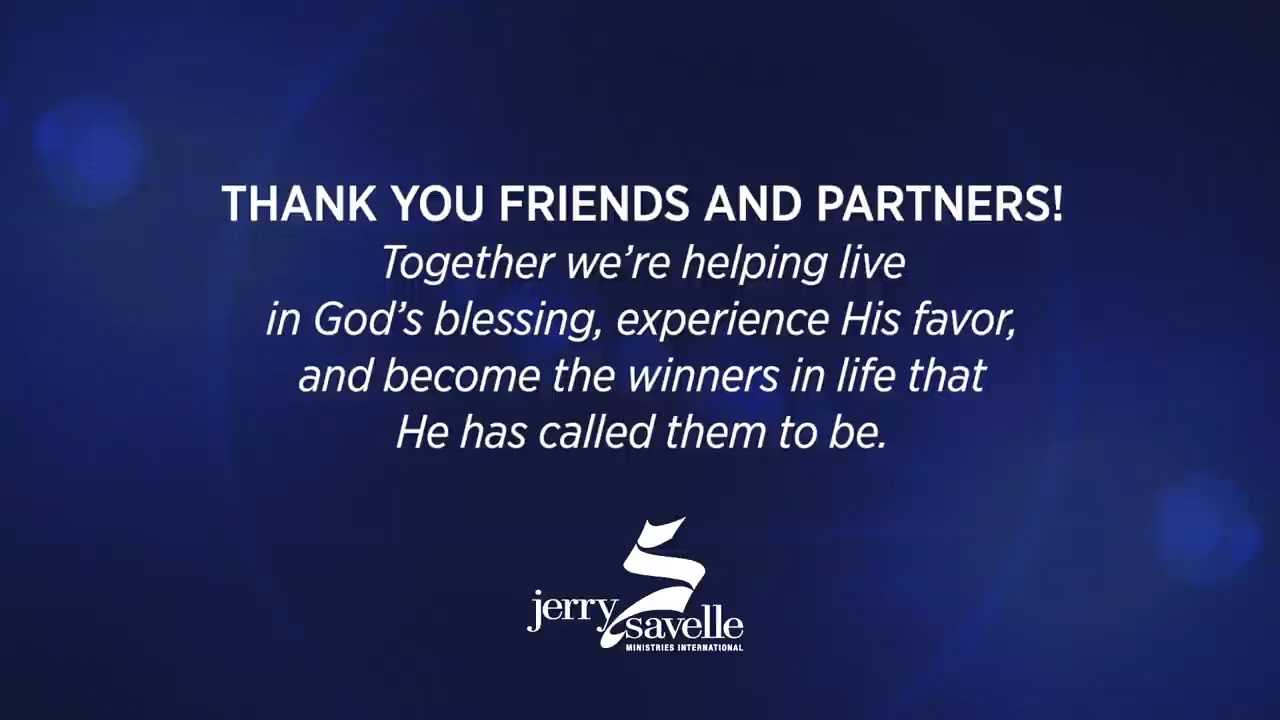 THANK YOU FRIENDS AND PARTNERS!
Together we're helping live
in God's blessing, experience His favor,
and become the winners in life that
He has called them to be.
jerry savelle
MINISTRIES INTERNATIONAL